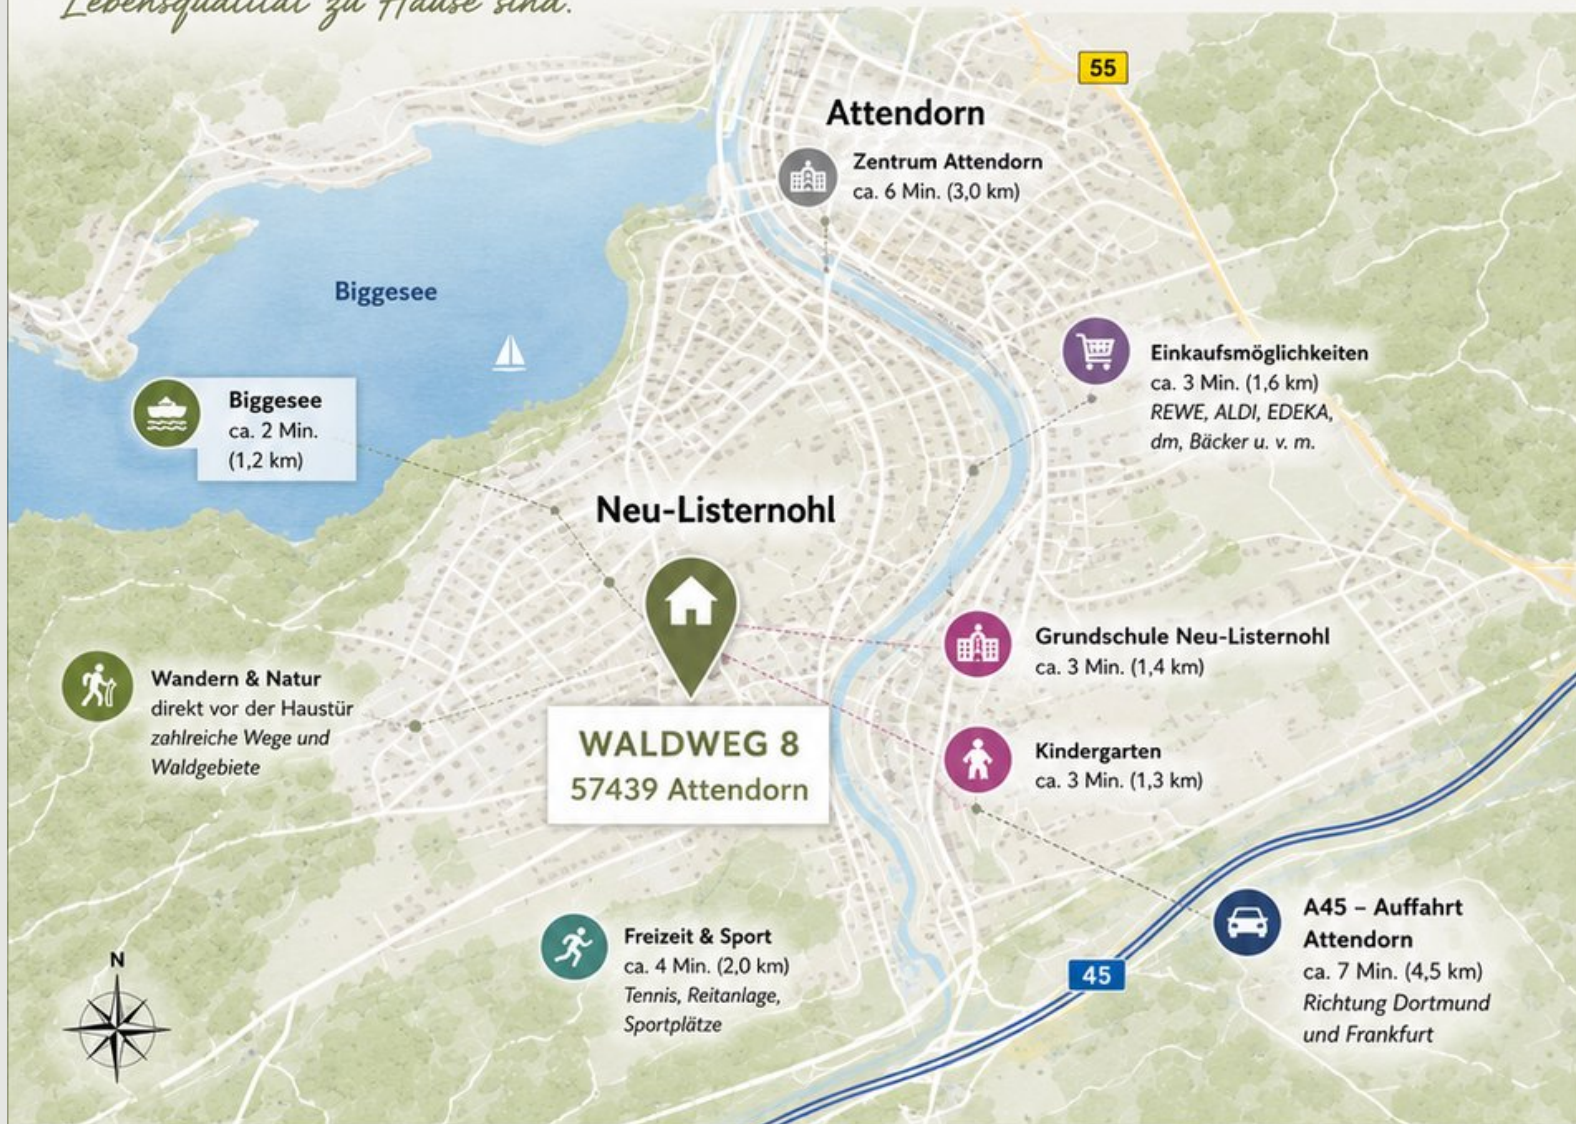 Lebensqualität zu Hause sind.
55
Attendorn
Zentrum Attendorn
ca. 6 Min. (3,0 km)
Biggesee
Einkaufsmöglichkeiten
ca. 3 Min. (1,6 km)
REWE, ALDI, EDEKA,
dm, Bäcker u. v. m.
Biggesee
ca. 2 Min.
(1,2 km)
Neu-Listernohl
Grundschule Neu-Listernohl
ca. 3 Min. (1,4 km)
Wandern & Natur
direkt vor der Haustür
zahlreiche Wege und
Waldgebiete
WALDWEG 8
57439 Attendorn
Kindergarten
ca. 3 Min. (1,3 km)
A45 – Auffahrt
Attendorn
ca. 7 Min. (4,5 km)
Richtung Dortmund
und Frankfurt
Freizeit & Sport
ca. 4 Min. (2,0 km)
Tennis, Reitanlage,
Sportplätze
45
N